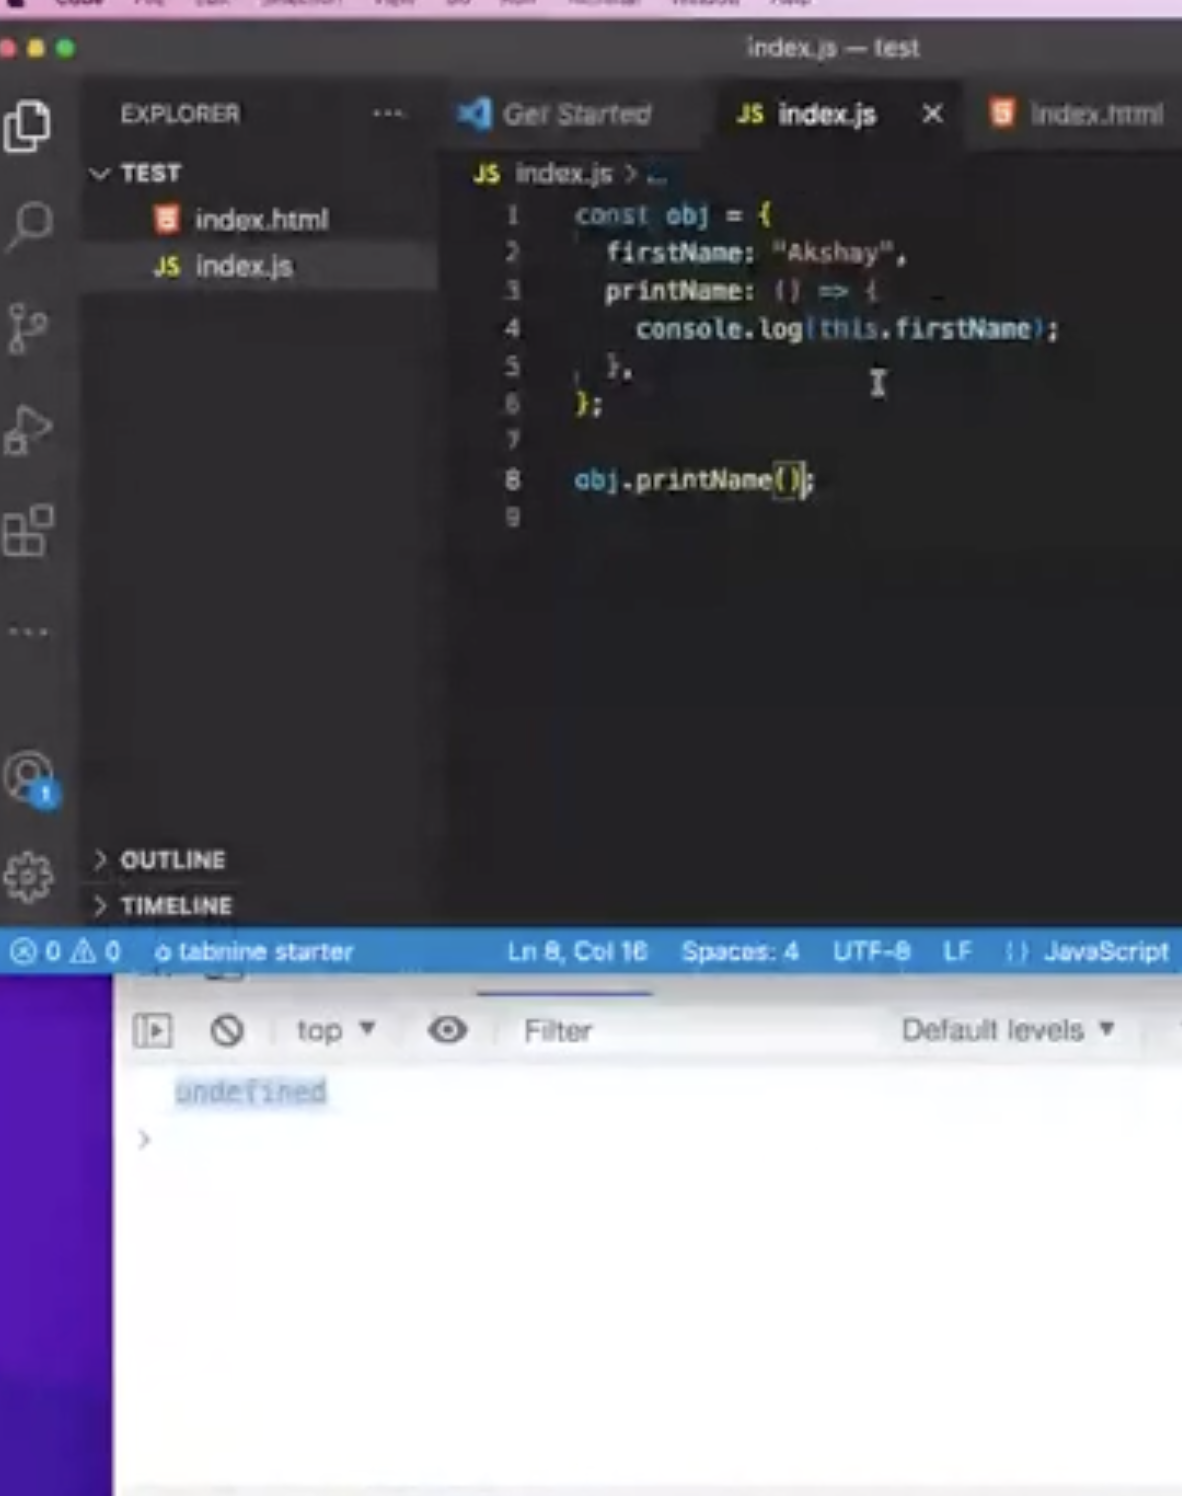 index.js — test
EXPLORER ...
Get Started
JS index.js ×
index.html
TEST
JS index.js > ...
index.html
JS index.js
1 const obj = {
2 firstName: "Akshay",
3 printName: () => {
4 console.log(this.firstName);
5 },
6 };
7
8 obj.printName();
9
1
OUTLINE
TIMELINE
0 0 tabnine starter Ln 8, Col 16 Spaces: 4 UTF-8 LF {} JavaScript
top ▼ Filter Default levels ▼
undefined
>